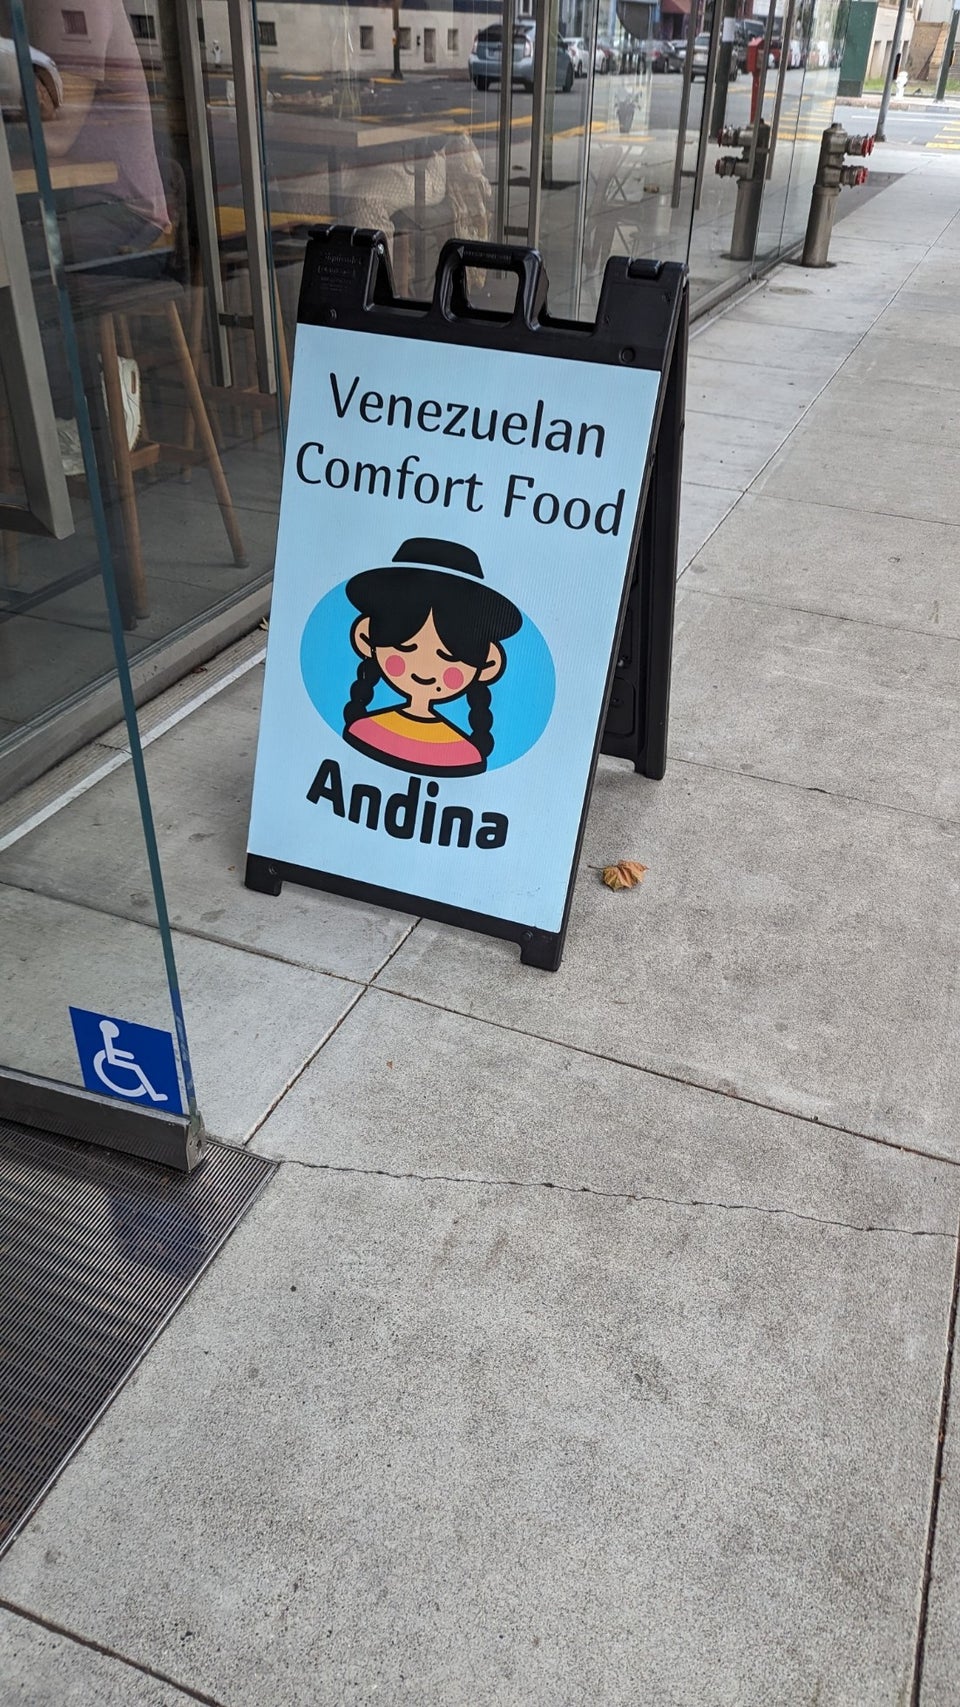 Venezuelan
Comfort Food
Andina